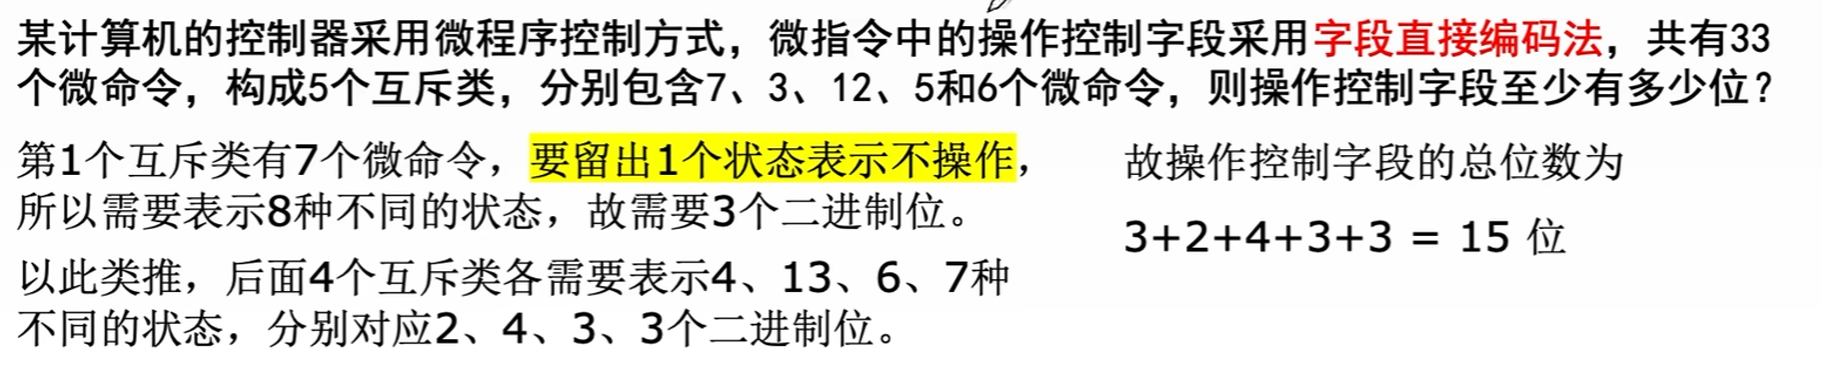 某计算机的控制器采用微程序控制方式，微指令中的操作控制字段采用字段直接编码法，共有33
个微命令，构成5个互斥类，分别包含7、3、12、5和6个微命令，则操作控制字段至少有多少位？
第1个互斥类有7个微命令，要留出1个状态表示不操作，
所以需要表示8种不同的状态，故需要3个二进制位。
以此类推，后面4个互斥类各需要表示4、13、6、7种
不同的状态，分别对应2、4、3、3个二进制位。
故操作控制字段的总位数为
3+2+4+3+3 = 15 位